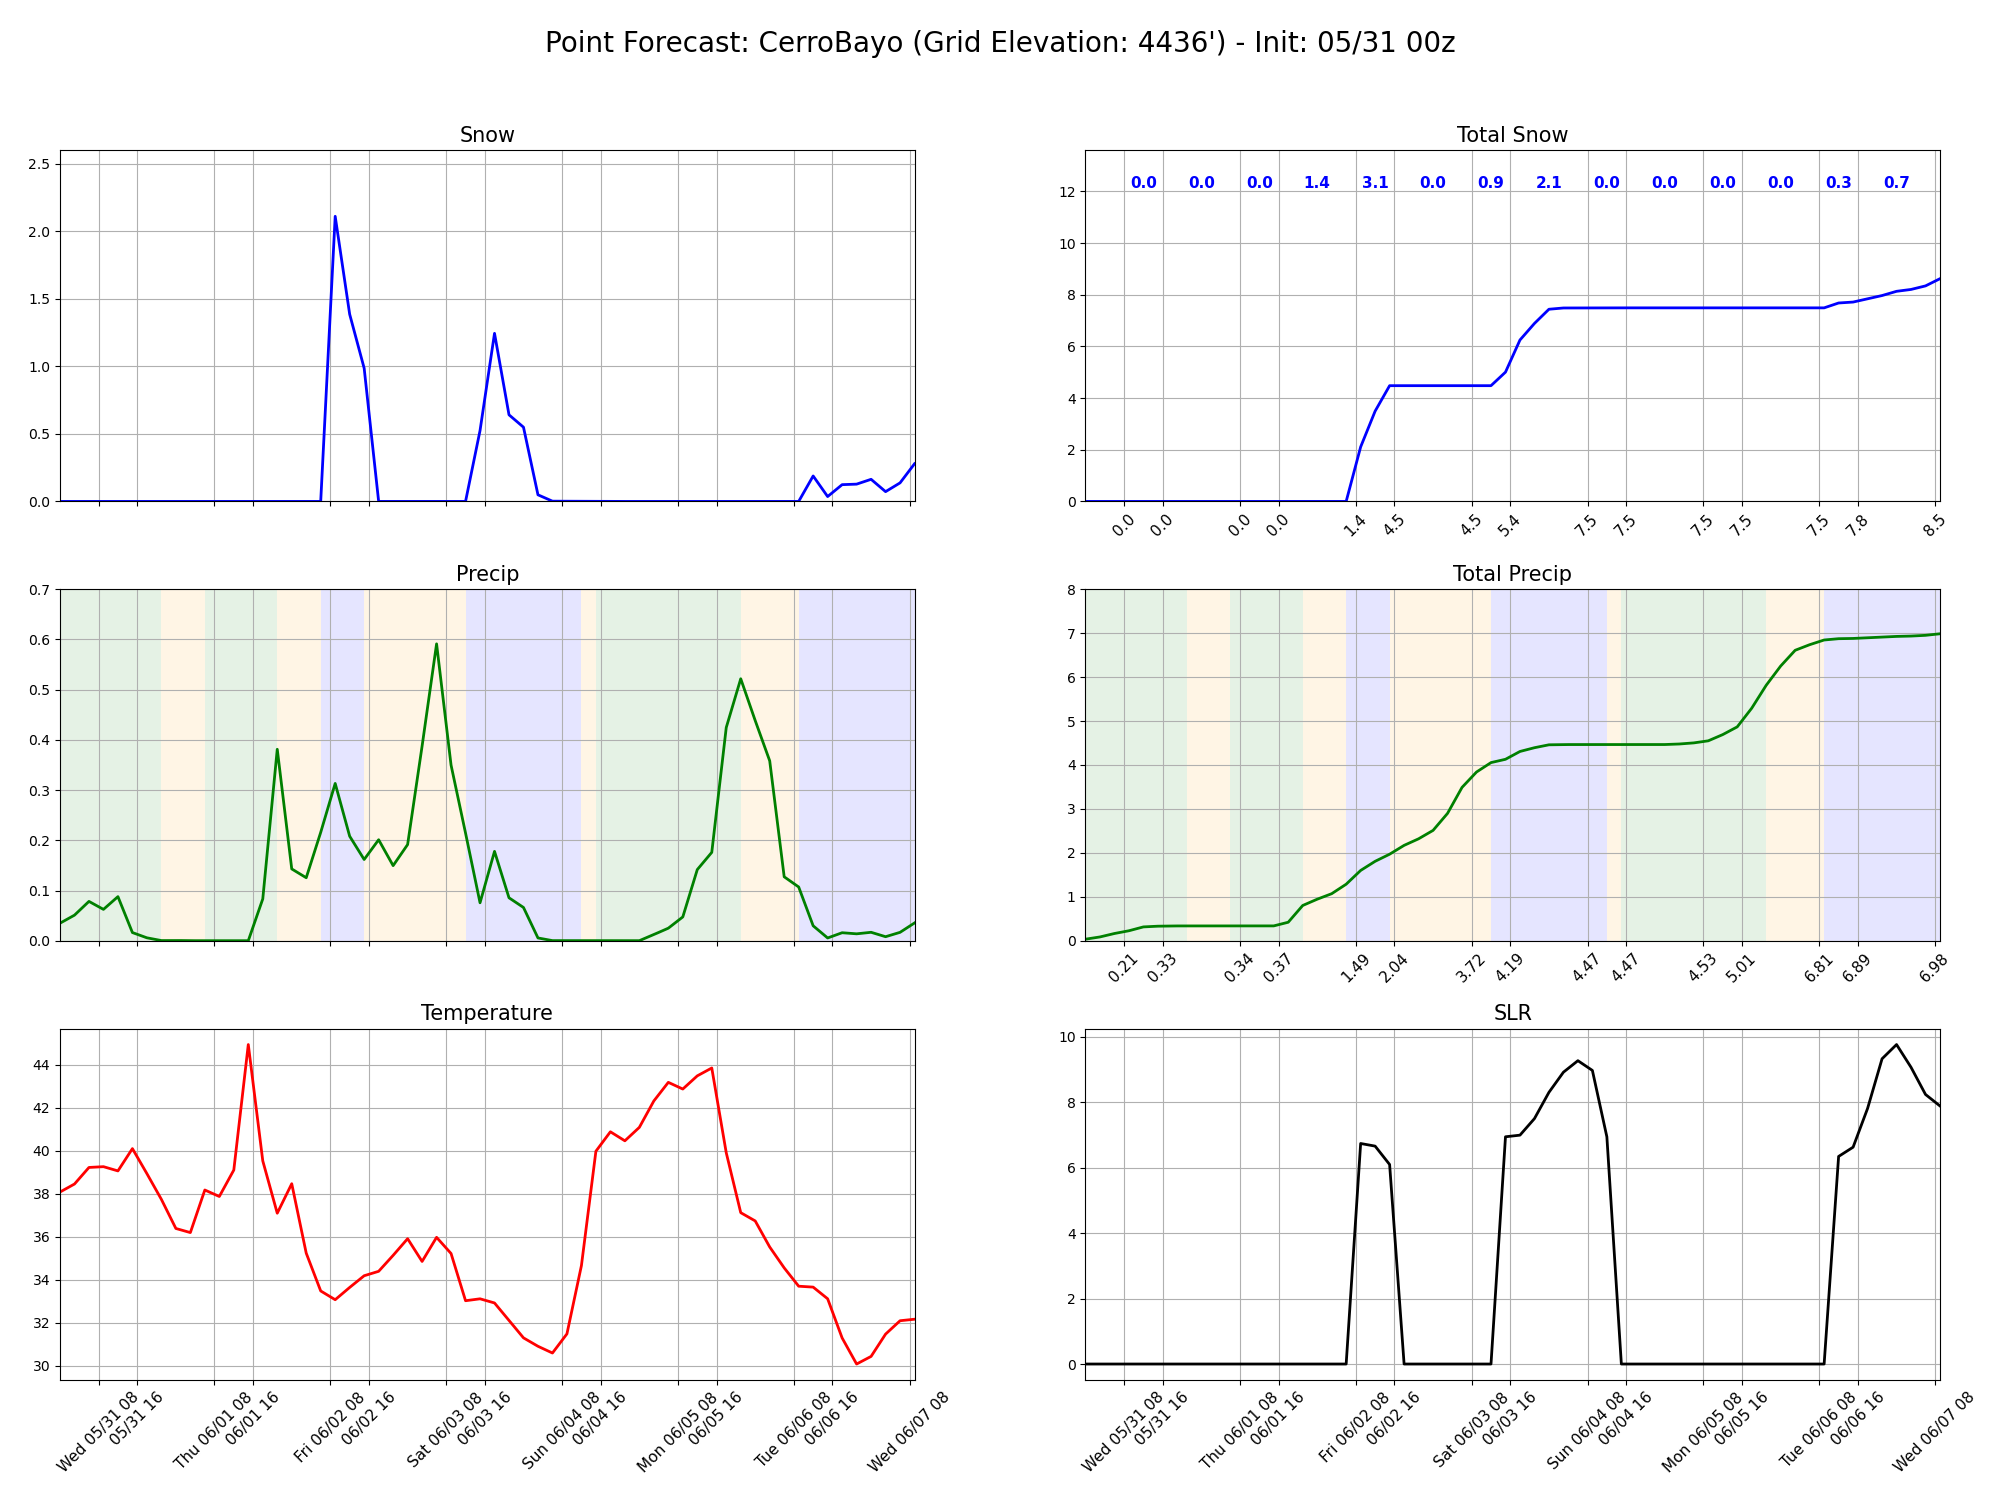 Point Forecast: CerroBayo (Grid Elevation: 4436') - Init: 05/31 00z
Snow
2.5
2.0
1.5
1.0
0.5
0.0
Total Snow
0.0 0.0 0.0 1.4 3.1 0.0 0.9 2.1 0.0 0.0 0.0 0.0 0.3 0.7
12
10
8
6
4
2
0
0.0 0.0 0.0 0.0 1.4 4.5 4.5 5.4 7.5 7.5 7.5 7.5 7.5 7.8 8.5
Precip
0.7
0.6
0.5
0.4
0.3
0.2
0.1
0.0
Total Precip
8
7
6
5
4
3
2
1
0
0.21 0.33 0.34 0.37 1.49 2.04 3.72 4.19 4.47 4.47 4.53 5.01 6.81 6.89 6.98
Temperature
44
42
40
38
36
34
32
30
Wed 05/31 08
05/31 16
Thu 06/01 08
06/01 16
Fri 06/02 08
06/02 16
Sat 06/03 08
06/03 16
Sun 06/04 08
06/04 16
Mon 06/05 08
06/05 16
Tue 06/06 08
06/06 16
Wed 06/07 08
SLR
10
8
6
4
2
0
Wed 05/31 08
05/31 16
Thu 06/01 08
06/01 16
Fri 06/02 08
06/02 16
Sat 06/03 08
06/03 16
Sun 06/04 08
06/04 16
Mon 06/05 08
06/05 16
Tue 06/06 08
06/06 16
Wed 06/07 08